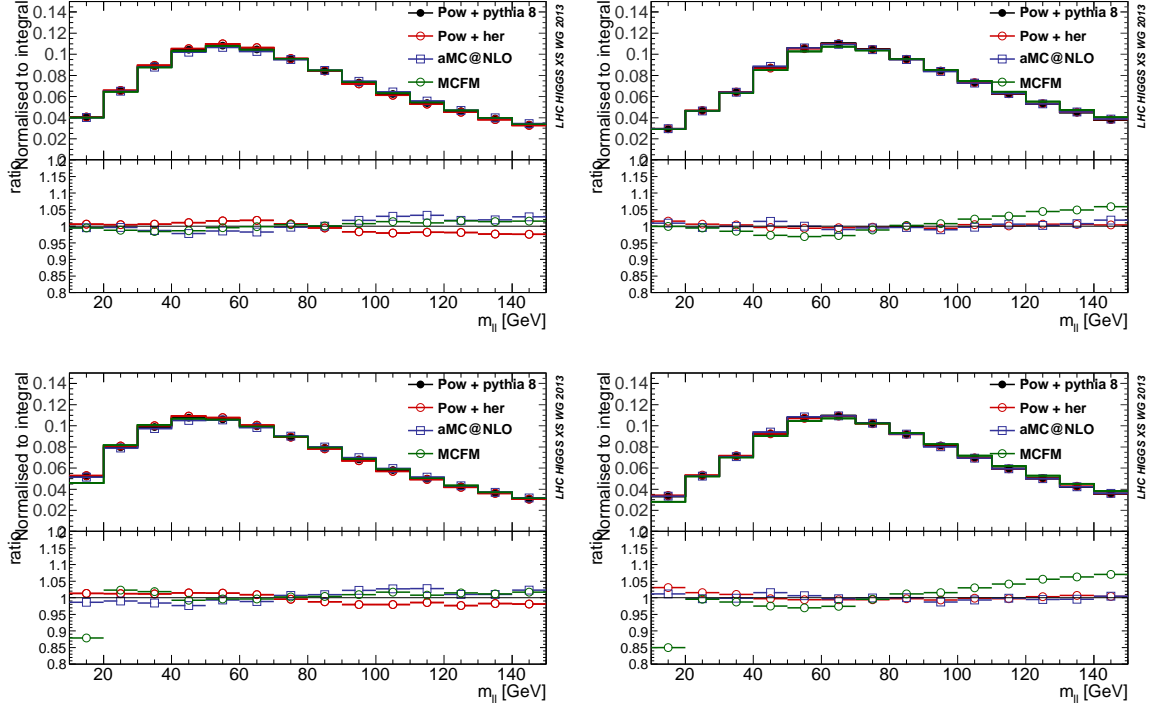 Normalised to integral
0.14
0.12
0.1
0.08
0.06
0.04
0.02
0
Pow + pythia 8
Pow + her
aMC@NLO
MCFM
LHC HIGGS XS WG 2013
ratio
1.2
1.15
1.1
1.05
1
0.95
0.9
0.85
0.8
20 40 60 80 100 120 140
m_ll [GeV]
Normalised to integral
0.14
0.12
0.1
0.08
0.06
0.04
0.02
0
Pow + pythia 8
Pow + her
aMC@NLO
MCFM
LHC HIGGS XS WG 2013
ratio
1.2
1.15
1.1
1.05
1
0.95
0.9
0.85
0.8
20 40 60 80 100 120 140
m_ll [GeV]
Normalised to integral
0.14
0.12
0.1
0.08
0.06
0.04
0.02
0
Pow + pythia 8
Pow + her
aMC@NLO
MCFM
LHC HIGGS XS WG 2013
ratio
1.2
1.15
1.1
1.05
1
0.95
0.9
0.85
0.8
20 40 60 80 100 120 140
m_ll [GeV]
Normalised to integral
0.14
0.12
0.1
0.08
0.06
0.04
0.02
0
Pow + pythia 8
Pow + her
aMC@NLO
MCFM
LHC HIGGS XS WG 2013
ratio
1.2
1.15
1.1
1.05
1
0.95
0.9
0.85
0.8
20 40 60 80 100 120 140
m_ll [GeV]